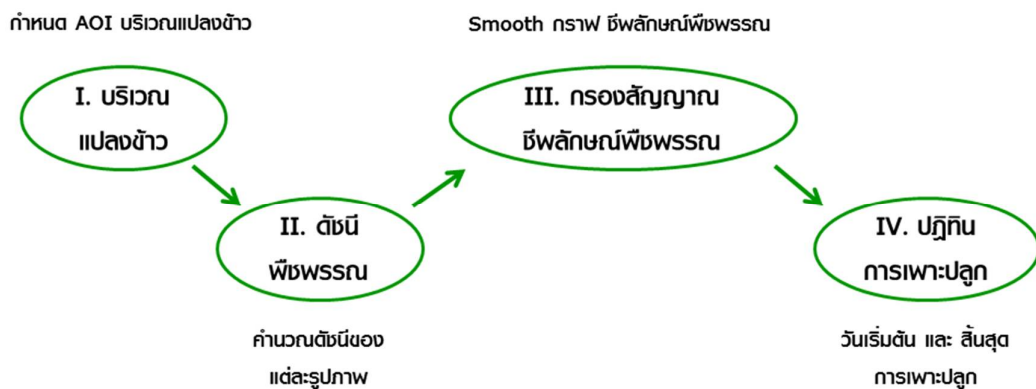 กำหนด AOI บริเวณแปลงข้าว
I. บริเวณ
แปลงข้าว
II. ดัชนี
พืชพรรณ
คำนวณดัชนีของ
แต่ละรูปภาพ
Smooth กราฟ ชีพลักษณ์พืชพรรณ
III. กรองสัญญาณ
ชีพลักษณ์พืชพรรณ
IV. ปฏิทิน
การเพาะปลูก
วันเริ่มต้น และ สิ้นสุด
การเพาะปลูก